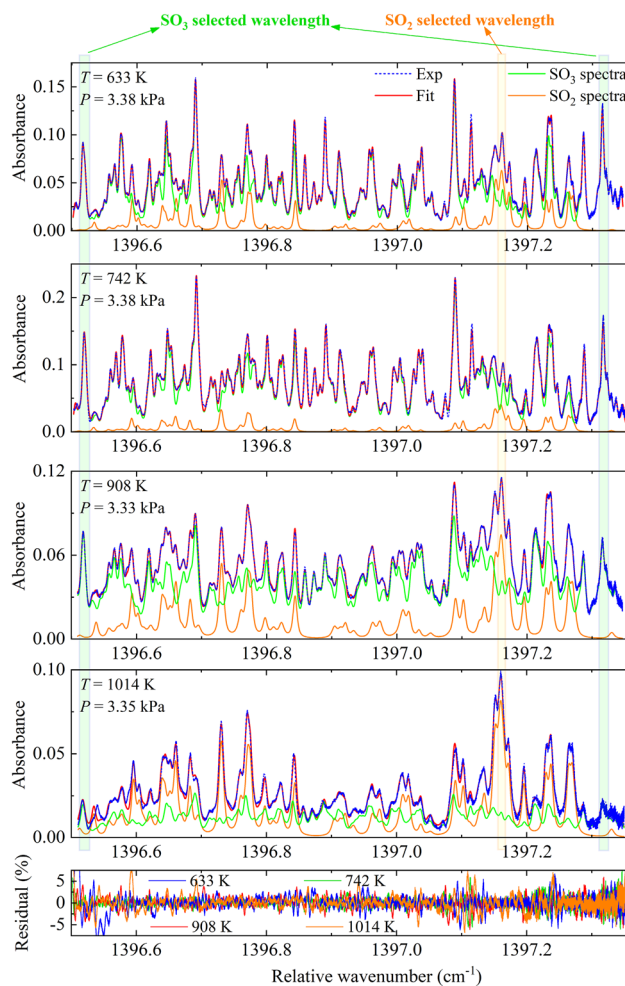 SO3 selected wavelength
SO2 selected wavelength
T = 633 K
P = 3.38 kPa
Exp
SO3 spectra
Fit
SO2 spectra
Absorbance
0.15
0.10
0.05
0.00
1396.6 1396.8 1397.0 1397.2
T = 742 K
P = 3.38 kPa
Absorbance
0.2
0.1
0.0
1396.6 1396.8 1397.0 1397.2
T = 908 K
P = 3.33 kPa
Absorbance
0.12
0.06
0.00
1396.6 1396.8 1397.0 1397.2
T = 1014 K
P = 3.35 kPa
Absorbance
0.10
0.05
0.00
1396.6 1396.8 1397.0 1397.2
Residual (%)
5
0
-5
633 K
742 K
908 K
1014 K
1396.6 1396.8 1397.0 1397.2
Relative wavenumber (cm-1)